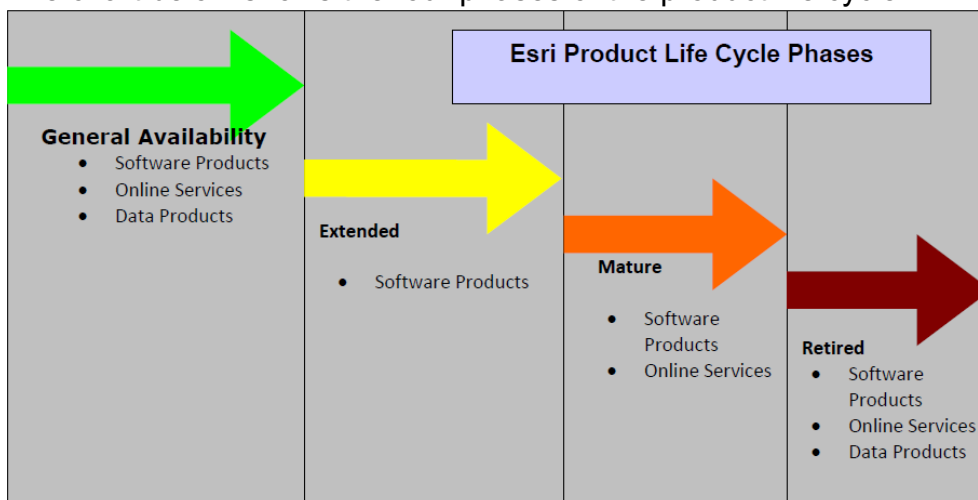 Esri Product Life Cycle Phases
General Availability
• Software Products
• Online Services
• Data Products
Extended
• Software Products
Mature
• Software
Products
• Online Services
Retired
• Software
Products
• Online Services
• Data Products